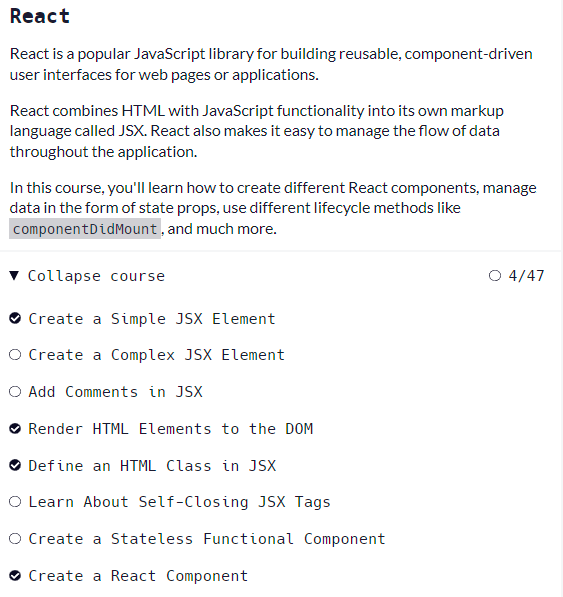 React
React is a popular JavaScript library for building reusable, component-driven
user interfaces for web pages or applications.
React combines HTML with JavaScript functionality into its own markup
language called JSX. React also makes it easy to manage the flow of data
throughout the application.
In this course, you'll learn how to create different React components, manage
data in the form of state props, use different lifecycle methods like
componentDidMount, and much more.
Collapse course 4/47
Create a Simple JSX Element
Create a Complex JSX Element
Add Comments in JSX
Render HTML Elements to the DOM
Define an HTML Class in JSX
Learn About Self-Closing JSX Tags
Create a Stateless Functional Component
Create a React Component